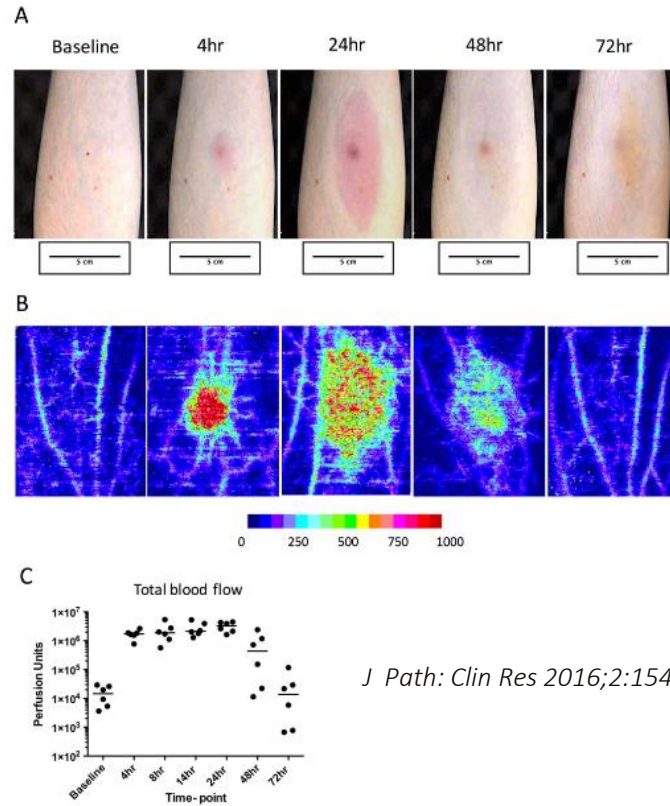 A
Baseline 4hr 24hr 48hr 72hr
5 cm 5 cm 5 cm 5 cm 5 cm
B
0 250 500 750 1000
C
Total blood flow
Perfusion Units
1×10⁷
1×10⁶
1×10⁵
1×10⁴
1×10³
1×10²
Baseline 4hr 8hr 14hr 24hr 48hr 72hr
Time- point
J Path: Clin Res 2016;2:154